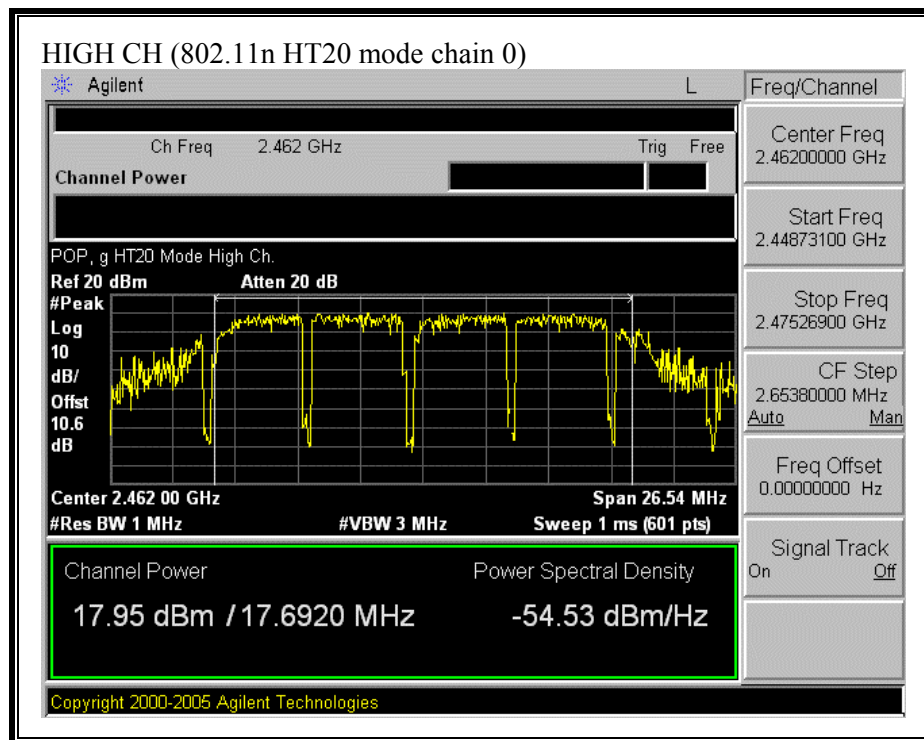 HIGH CH (802.11n HT20 mode chain 0)
Agilent L Freq/Channel
Ch Freq 2.462 GHz Trig Free
Channel Power
POP, g HT20 Mode High Ch.
Ref 20 dBm Atten 20 dB
#Peak
Log
10
dB/
Offst
10.6
dB
Center 2.462 00 GHz Span 26.54 MHz
#Res BW 1 MHz #VBW 3 MHz Sweep 1 ms (601 pts)
Channel Power Power Spectral Density
17.95 dBm / 17.6920 MHz -54.53 dBm/Hz
Copyright 2000-2005 Agilent Technologies
Center Freq
2.46200000 GHz
Start Freq
2.44873100 GHz
Stop Freq
2.47526900 GHz
CF Step
2.65380000 MHz
Auto Man
Freq Offset
0.00000000 Hz
Signal Track
On Off